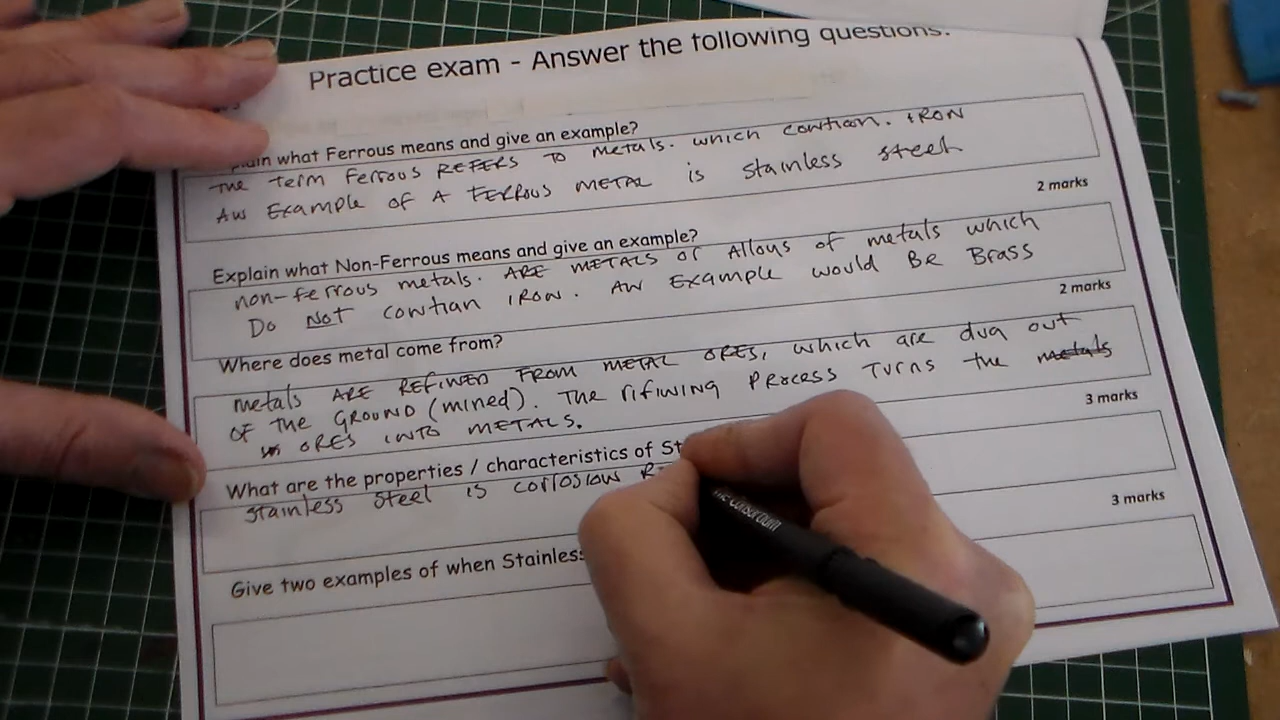 Practice exam - Answer the following questions.
what Ferrous means and give an example?
THE TERM FERROUS REFERS TO METALS. WHICH CONTIAN. IRON
AN EXAMPLE OF A FERROUS METAL iS STAINLESS STEEL
2 marks
Explain what Non-Ferrous means and give an example?
non-ferrous metals. ARE METALS or Alloys of metals which
Do NOT CONTIAN IRON. AN EXAMPLE would BE Brass
2 marks
Where does metal come from?
metals ARE REFINED FROM METAL ORES, which are dug out
OF THE GROUND (mined). THE rifining PROCESS TURNS the metals
in ORES INTO METALS.
3 marks
What are the properties / characteristics of St
stainless steel is corrosion R
3 marks
Give two examples of when Stainless
The Consortium